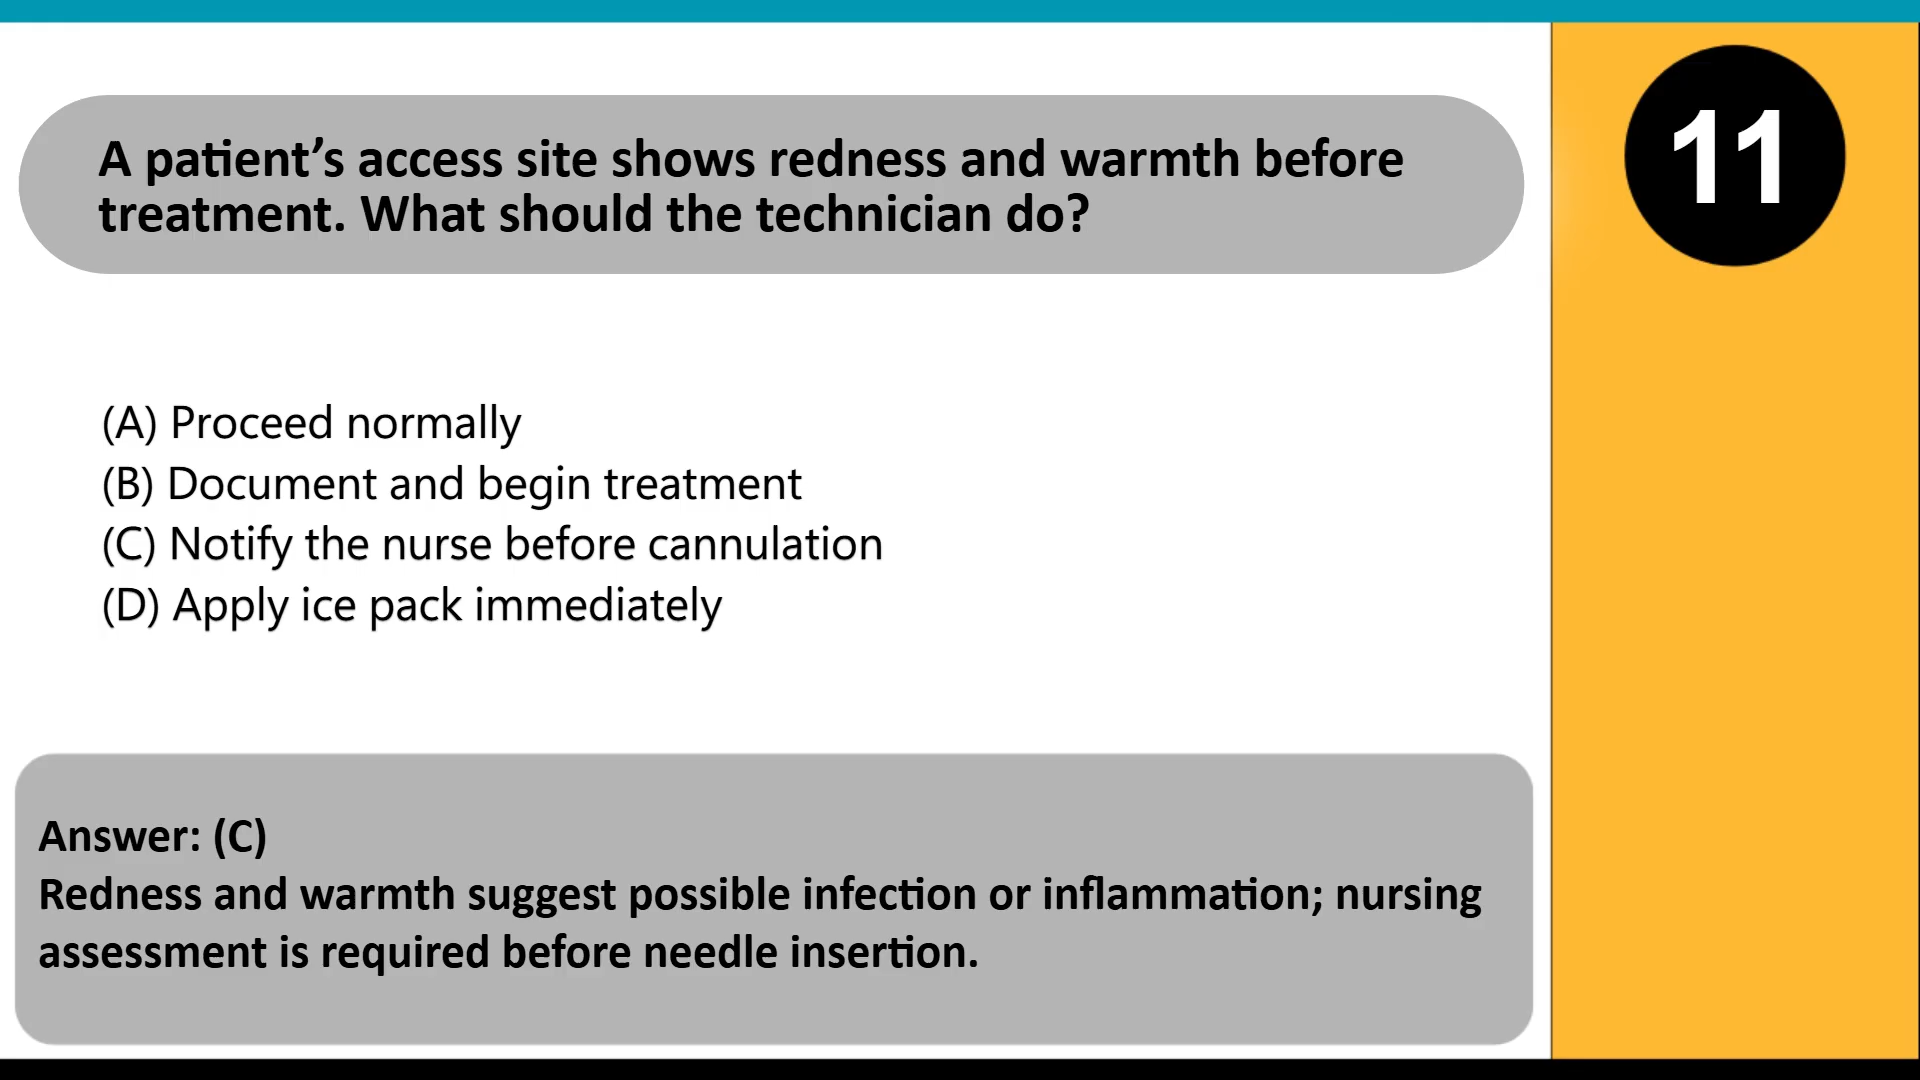 11
A patient’s access site shows redness and warmth before
treatment. What should the technician do?
(A) Proceed normally
(B) Document and begin treatment
(C) Notify the nurse before cannulation
(D) Apply ice pack immediately
Answer: (C)
Redness and warmth suggest possible infection or inflammation; nursing
assessment is required before needle insertion.